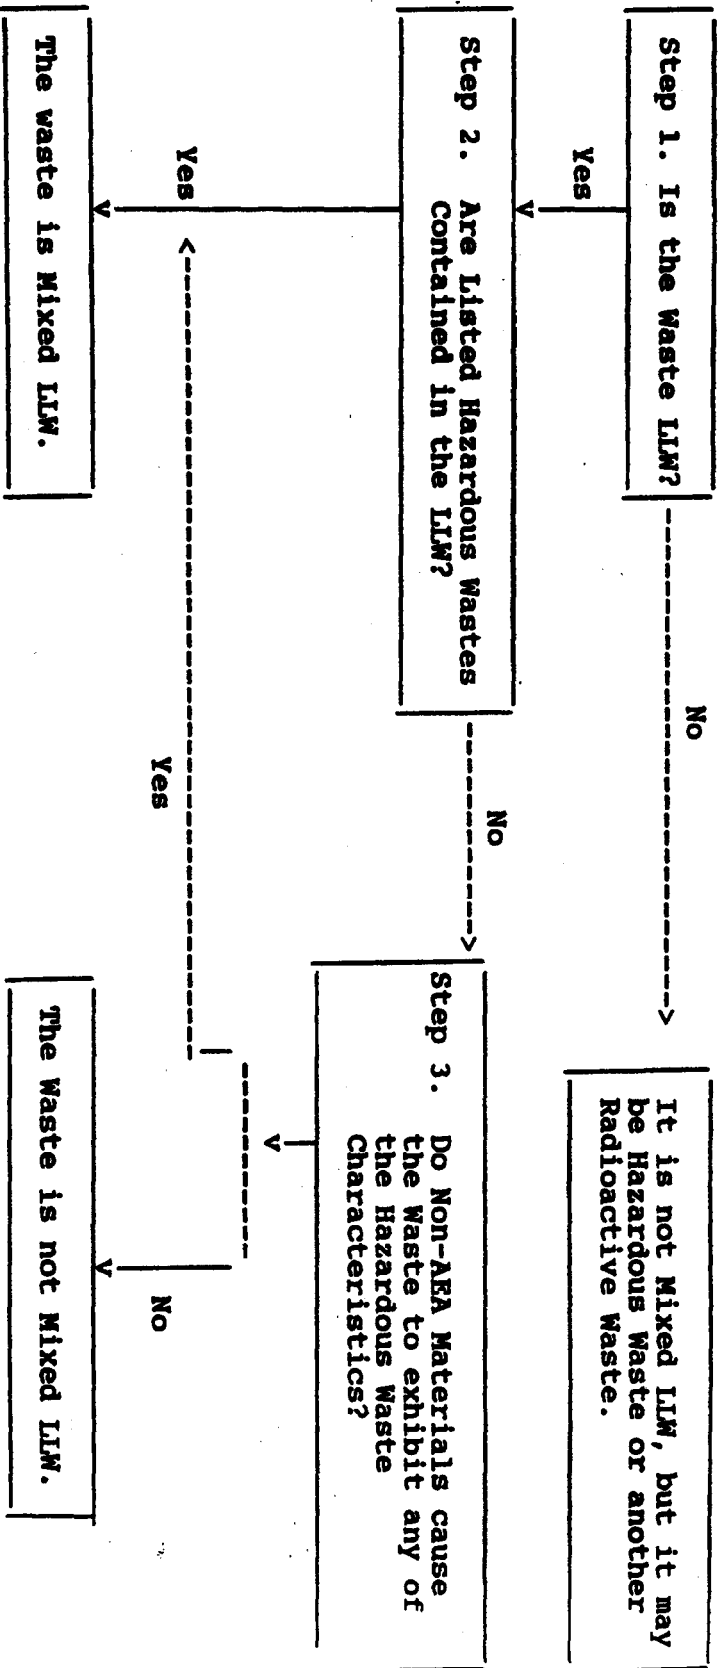 Step 1. Is the Waste LLW?
No
It is not Mixed LLW, but it may
be Hazardous Waste or another
Radioactive Waste.
Yes
Step 2. Are Listed Hazardous Wastes
Contained in the LLW?
No
Step 3. Do Non-AEA Materials cause
the Waste to exhibit any of
the Hazardous Waste
Characteristics?
Yes
Yes
No
The waste is Mixed LLW.
The Waste is not Mixed LLW.